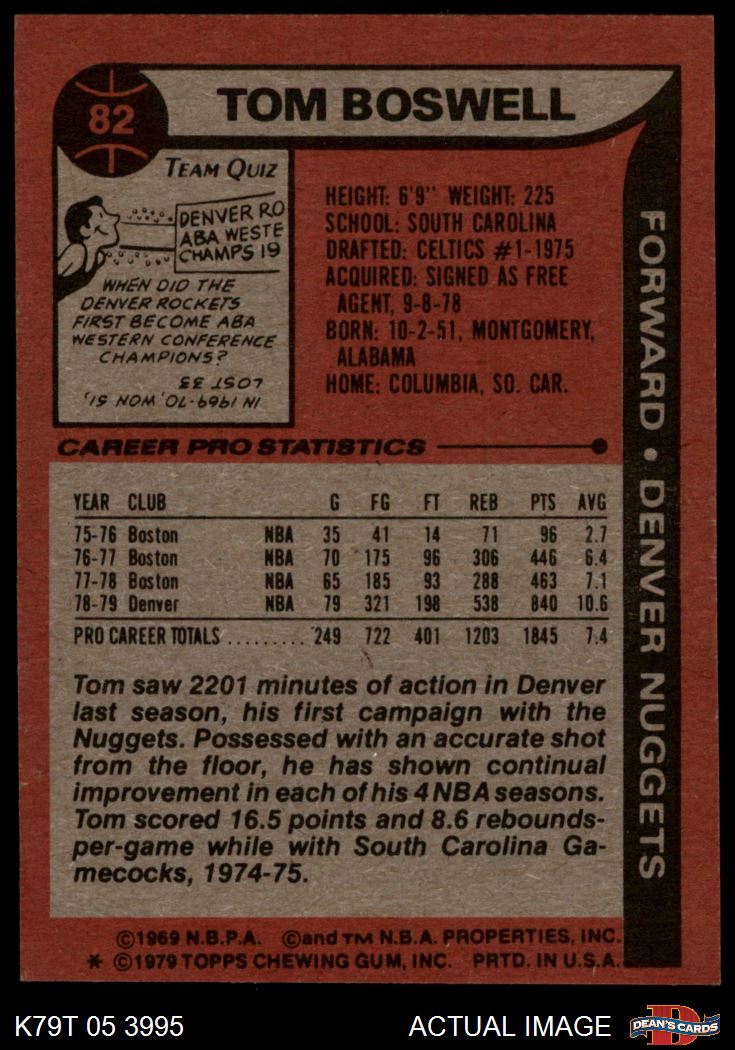 82
TOM BOSWELL
TEAM QUIZ
DENVER RO
ABA WESTE
CHAMPS 19
WHEN DID THE
DENVER ROCKETS
FIRST BECOME ABA
WESTERN CONFERENCE
CHAMPIONS?
IN 1969-70, WON 51,
LOST 33
HEIGHT: 6'9" WEIGHT: 225
SCHOOL: SOUTH CAROLINA
DRAFTED: CELTICS #1-1975
ACQUIRED: SIGNED AS FREE
AGENT, 9-8-78
BORN: 10-2-51, MONTGOMERY,
ALABAMA
HOME: COLUMBIA, SO. CAR.
FORWARD • DENVER NUGGETS
CAREER PRO STATISTICS
YEAR CLUB G FG FT REB PTS AVG
75-76 Boston NBA 35 41 14 71 96 2.7
76-77 Boston NBA 70 175 96 306 446 6.4
77-78 Boston NBA 65 185 93 288 463 7.1
78-79 Denver NBA 79 321 198 538 840 10.6
PRO CAREER TOTALS ......... 249 722 401 1203 1845 7.4
Tom saw 2201 minutes of action in Denver
last season, his first campaign with the
Nuggets. Possessed with an accurate shot
from the floor, he has shown continual
improvement in each of his 4 NBA seasons.
Tom scored 16.5 points and 8.6 rebounds-
per-game while with South Carolina Ga-
mecocks, 1974-75.
©1969 N.B.P.A. ©and TM N.B.A. PROPERTIES, INC.
* ©1979 TOPPS CHEWING GUM, INC. PRTD. IN U.S.A.
K79T 05 3995
ACTUAL IMAGE
DEAN'S CARDS